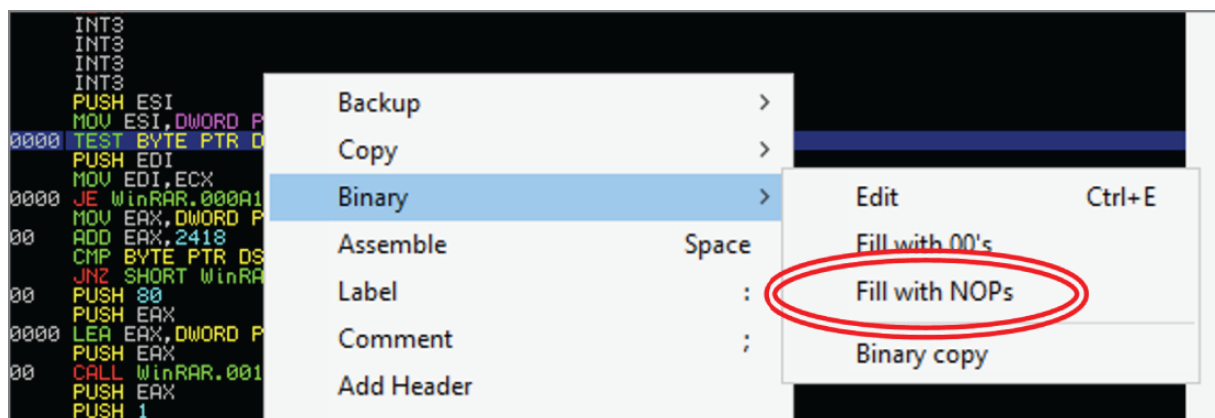 INT3
INT3
INT3
INT3
PUSH ESI
MOV ESI,DWORD P
0000 TEST BYTE PTR D
PUSH EDI
MOV EDI,ECX
0000 JE WinRAR.000A1
MOV EAX,DWORD P
00 ADD EAX,2418
CMP BYTE PTR DS
JNZ SHORT WinRA
00 PUSH 80
PUSH EAX
0000 LEA EAX,DWORD P
PUSH EAX
00 CALL WinRAR.001
PUSH EAX
PUSH 1
Backup >
Copy >
Binary >
Assemble Space
Label :
Comment ;
Add Header
Edit Ctrl+E
Fill with 00's
Fill with NOPs
Binary copy